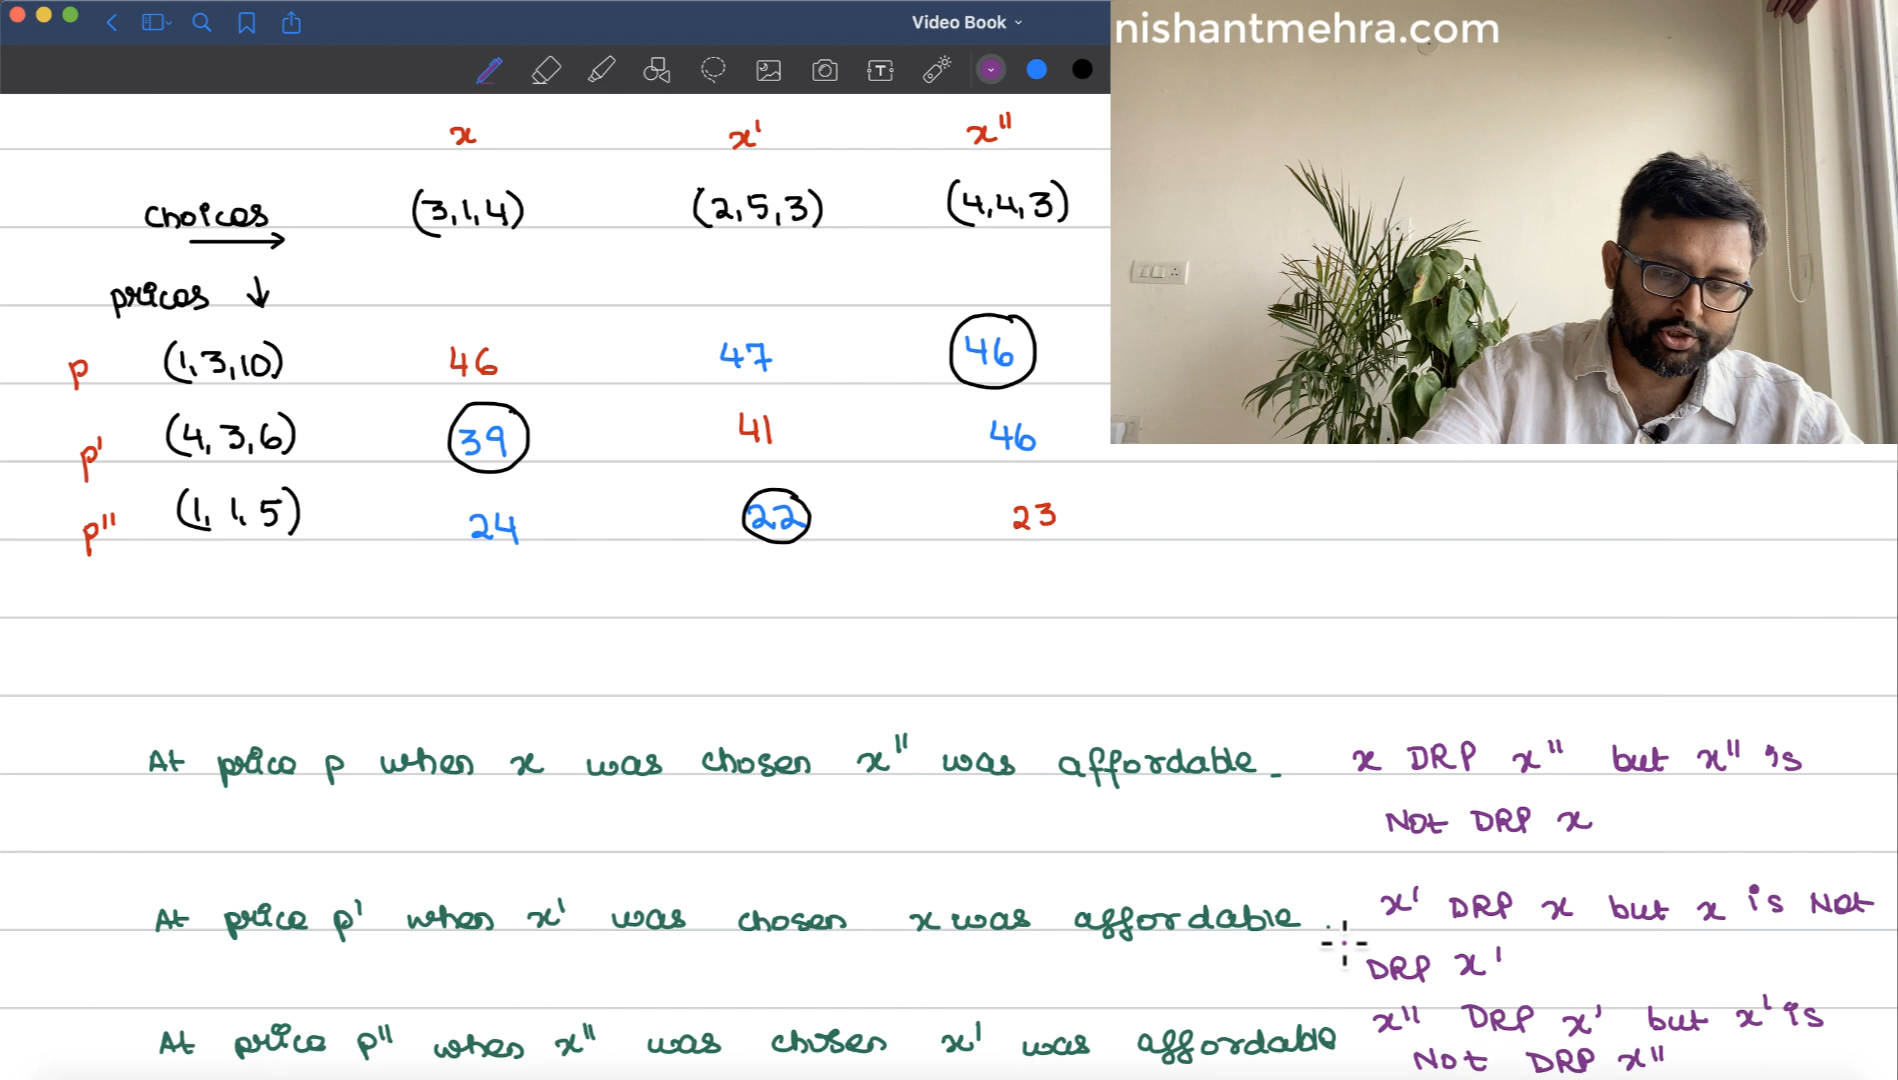 Video Book
nishantmehra.com
T
x x' x''
choices (3,1,4) (2,5,3) (4,4,3)
prices
p (1,3,10) 46 47 46
p' (4,3,6) 39 41 46
p'' (1,1,5) 24 22 23
At price p when x was chosen x'' was affordable. x DRP x'' but x'' is
Not DRP x
At price p' when x' was chosen x was affordable. x' DRP x but x is Not
DRP x'
At price p'' when x'' was chosen x' was affordable x'' DRP x' but x' is
Not DRP x''